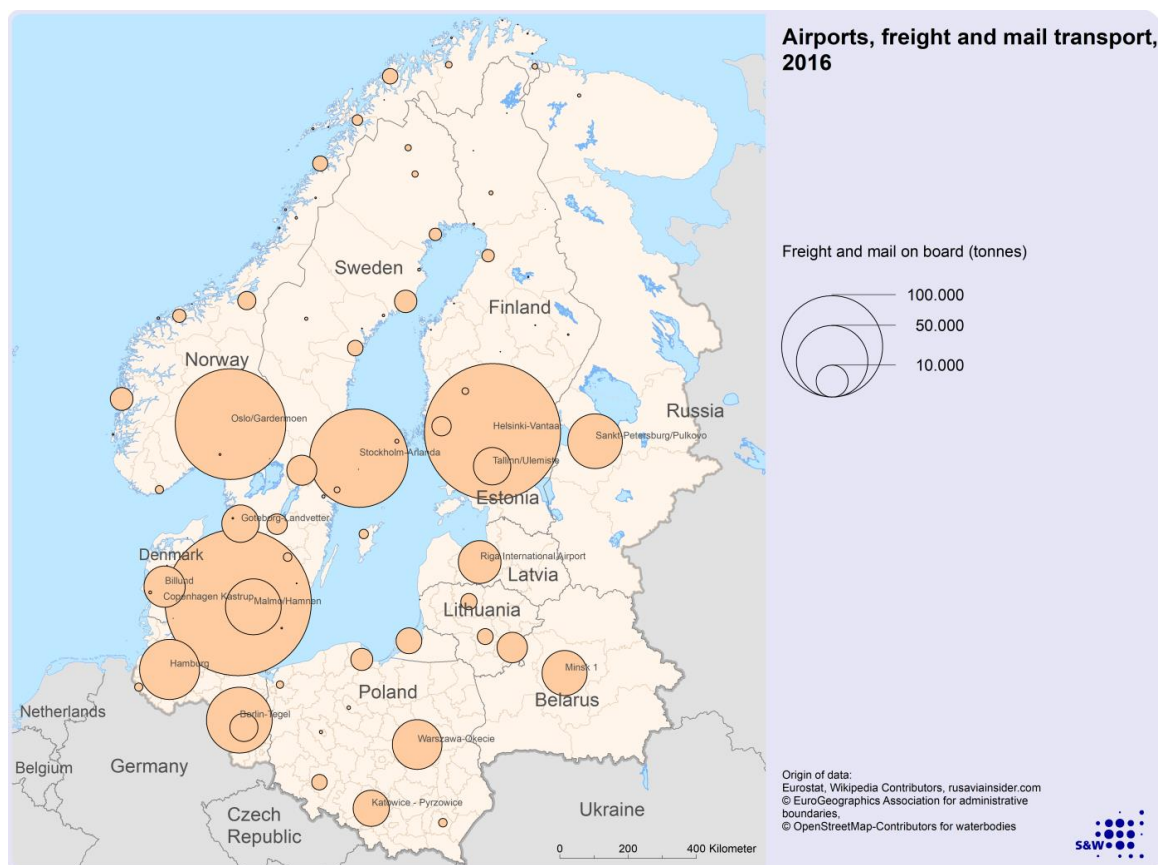 Airports, freight and mail transport,
2016
Freight and mail on board (tonnes)
100.000
50.000
10.000
Sweden
Finland
Norway
Russia
Oslo/Gardermoen
Helsinki-Vantaa
Sankt-Petersburg/Pulkovo
Stockholm-Arlanda
Tallinn/Ulemiste
Estonia
Goteborg-Landvetter
Denmark
Riga International Airport
Latvia
Billund
Copenhagen Kastrup
Malmo/Hamnen
Lithuania
Hamburg
Minsk 1
Poland
Belarus
Netherlands
Berlin-Tegel
Warszawa-Okecie
Belgium
Germany
Katowice - Pyrzowice
Czech
Republic
Ukraine
0 200 400 Kilometer
Origin of data:
Eurostat, Wikipedia Contributors, rusaviainsider.com
© EuroGeographics Association for administrative
boundaries,
© OpenStreetMap-Contributors for waterbodies
S&W